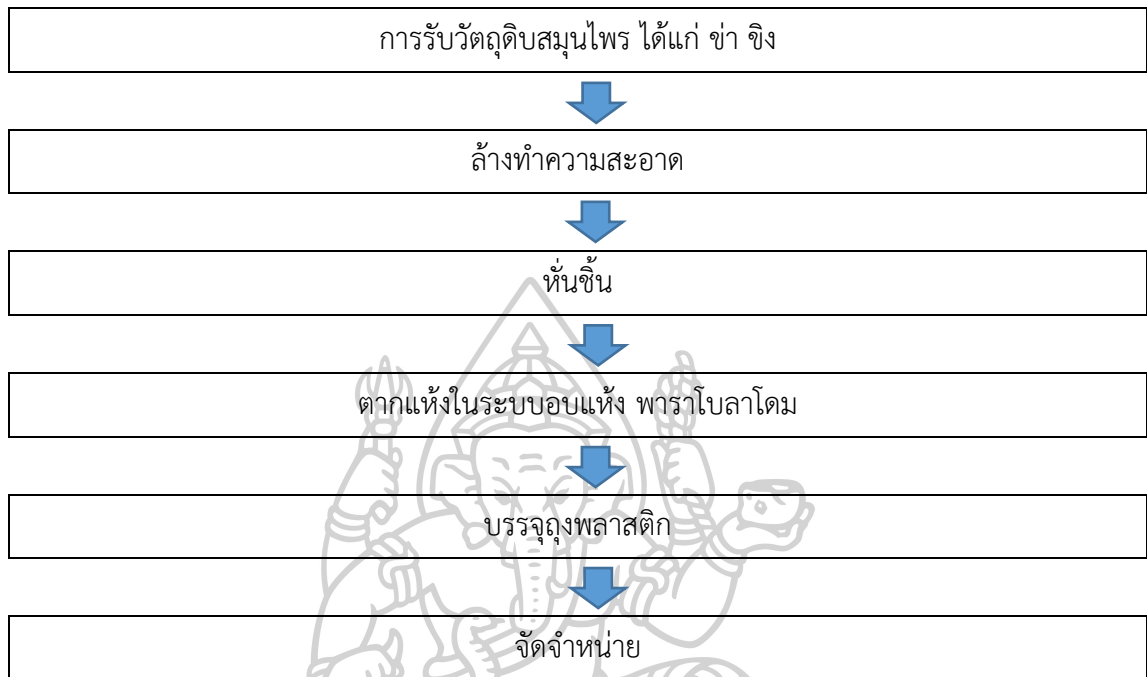 การรับวัตถุดิบสมุนไพร ได้แก่ ข่า ขิง
ล้างทำความสะอาด
หั่นชิ้น
ตากแห้งในระบบอบแห้ง พาราโบลาโดม
บรรจุถุงพลาสติก
จัดจำหน่าย